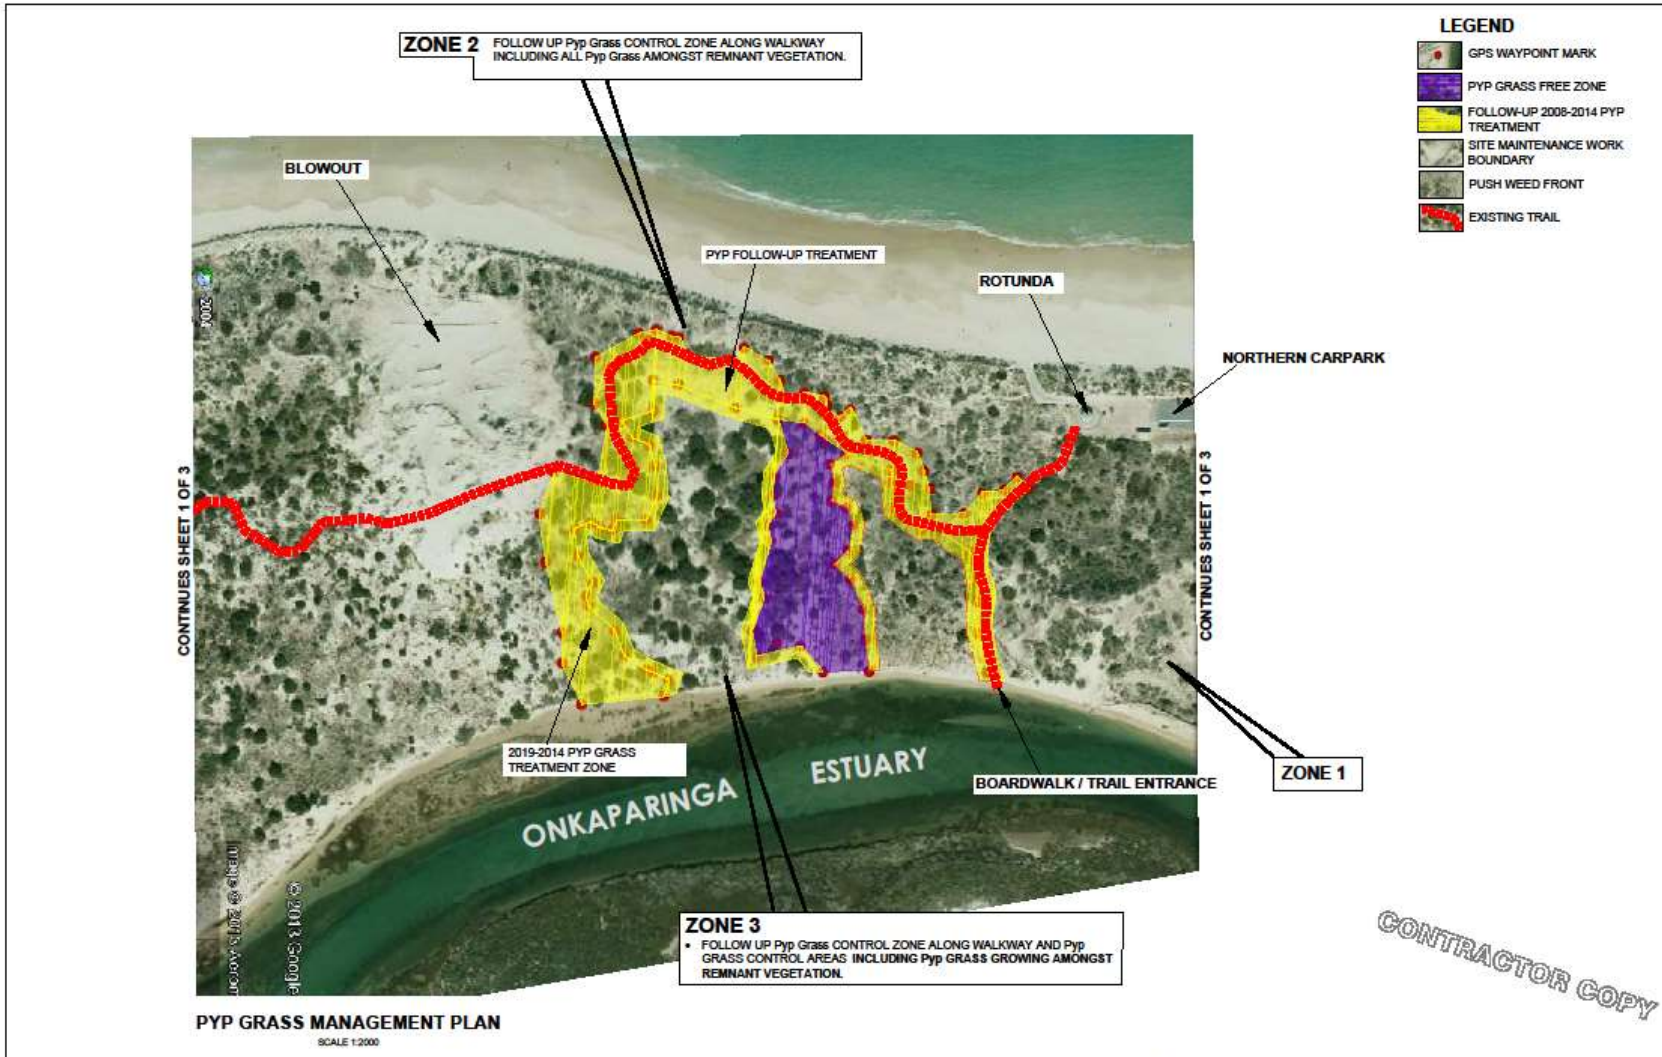 LEGEND
GPS WAYPOINT MARK
PYP GRASS FREE ZONE
FOLLOW-UP 2008-2014 PYP
TREATMENT
SITE MAINTENANCE WORK
BOUNDARY
PUSH WEED FRONT
EXISTING TRAIL
ZONE 2
FOLLOW UP Pyp Grass CONTROL ZONE ALONG WALKWAY
INCLUDING ALL Pyp Grass AMONGST REMNANT VEGETATION.
BLOWOUT
PYP FOLLOW-UP TREATMENT
ROTUNDA
NORTHERN CARPARK
2004
CONTINUES SHEET 1 OF 3
CONTINUES SHEET 1 OF 3
2019-2014 PYP GRASS
TREATMENT ZONE
ONKAPARINGA ESTUARY
BOARDWALK / TRAIL ENTRANCE
ZONE 1
© 2013 Google
ZONE 3
• FOLLOW UP Pyp Grass CONTROL ZONE ALONG WALKWAY AND Pyp
GRASS CONTROL AREAS INCLUDING Pyp GRASS GROWING AMONGST
REMNANT VEGETATION.
CONTRACTOR COPY
PYP GRASS MANAGEMENT PLAN
SCALE 1:2000